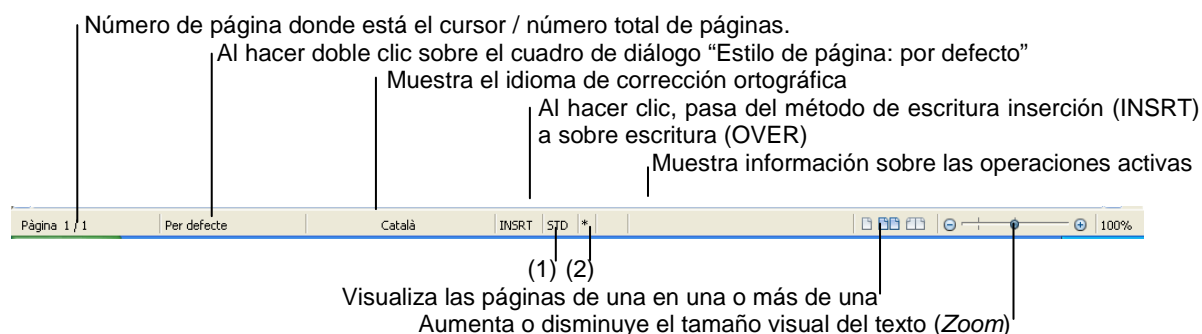 Número de página donde está el cursor / número total de páginas.
Al hacer doble clic sobre el cuadro de diálogo “Estilo de página: por defecto”
Muestra el idioma de corrección ortográfica
Al hacer clic, pasa del método de escritura inserción (INSRT)
a sobre escritura (OVER)
Muestra información sobre las operaciones activas
Pàgina 1 / 1 Per defecte Català INSRT STD * 100%
(1) (2)
Visualiza las páginas de una en una o más de una
Aumenta o disminuye el tamaño visual del texto (Zoom)